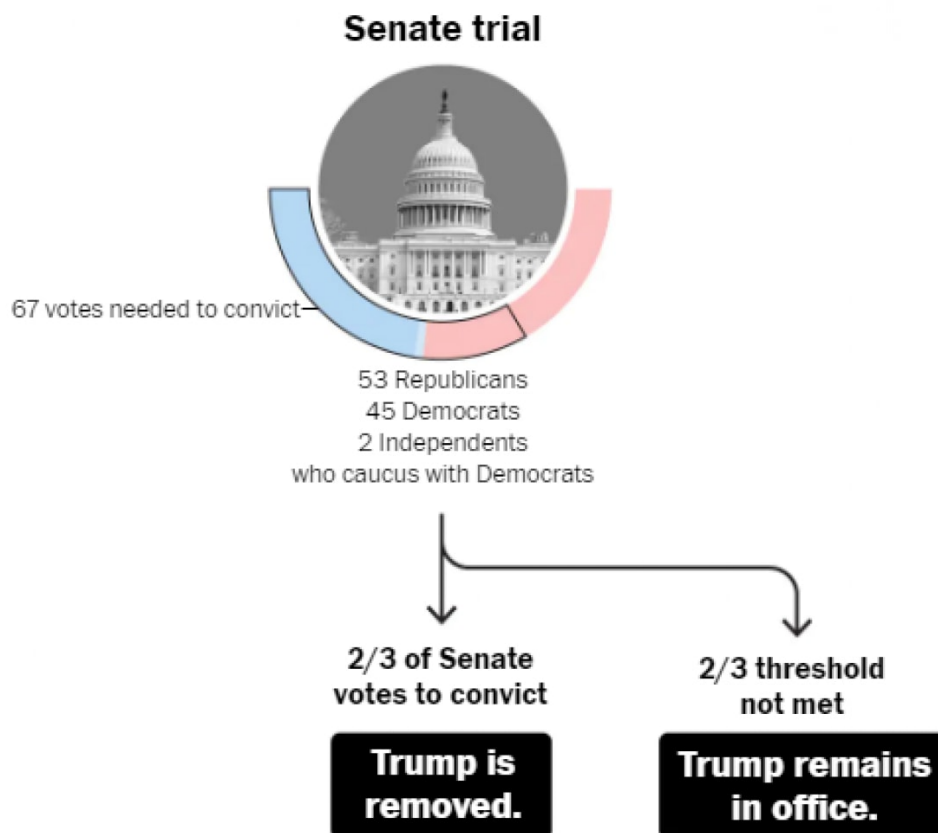 Senate trial
67 votes needed to convict
53 Republicans
45 Democrats
2 Independents
who caucus with Democrats
2/3 of Senate
votes to convict
Trump is
removed.
2/3 threshold
not met
Trump remains
in office.